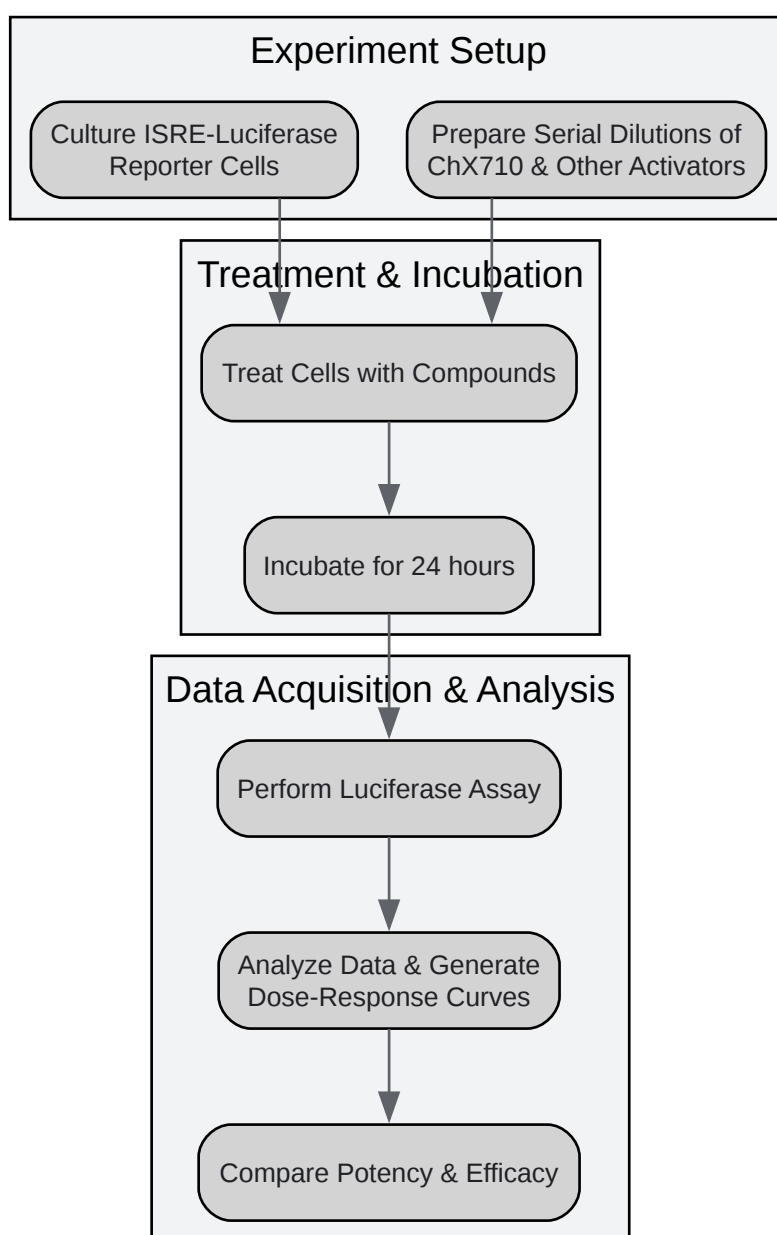 Experiment Setup
Culture ISRE-Luciferase
Reporter Cells
Prepare Serial Dilutions of
ChX710 & Other Activators
Treatment & Incubation
Treat Cells with Compounds
Incubate for 24 hours
Data Acquisition & Analysis
Perform Luciferase Assay
Analyze Data & Generate
Dose-Response Curves
Compare Potency & Efficacy